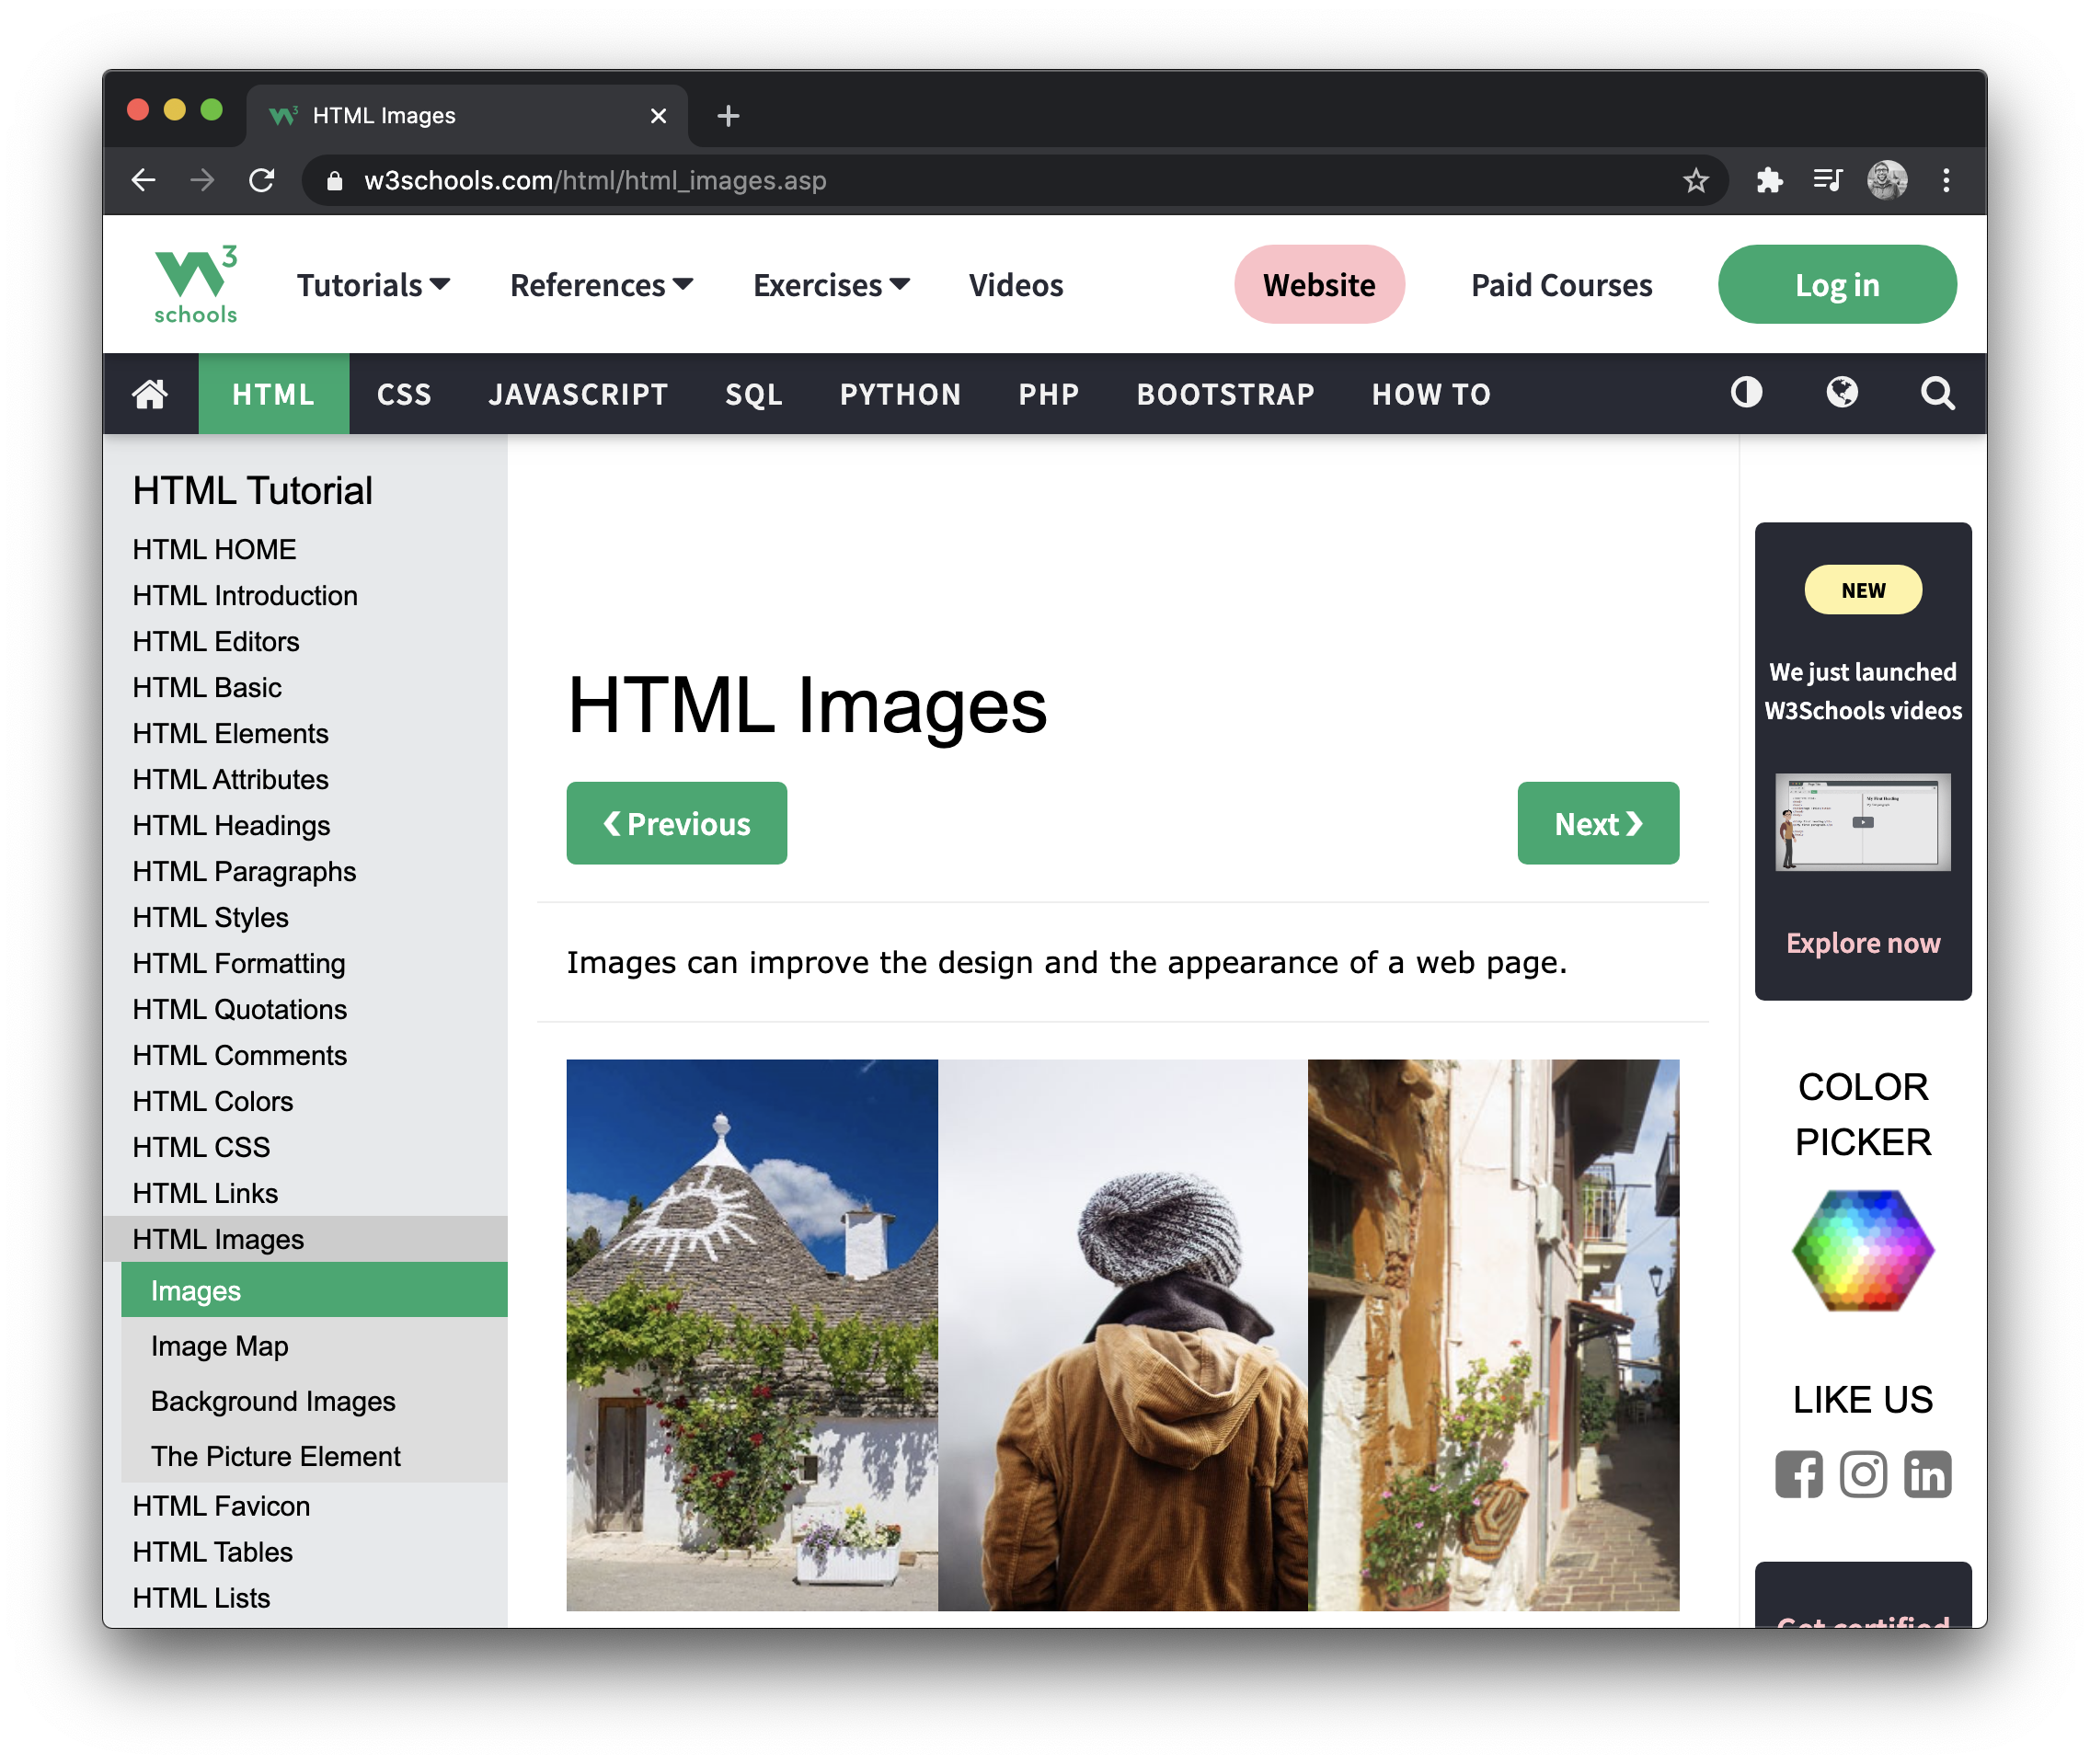 HTML Images
w3schools.com/html/html_images.asp
W3 schools
Tutorials References Exercises Videos Website Paid Courses Log in
HTML CSS JAVASCRIPT SQL PYTHON PHP BOOTSTRAP HOW TO
HTML Tutorial
HTML HOME
HTML Introduction
HTML Editors
HTML Basic
HTML Elements
HTML Attributes
HTML Headings
HTML Paragraphs
HTML Styles
HTML Formatting
HTML Quotations
HTML Comments
HTML Colors
HTML CSS
HTML Links
HTML Images
Images
Image Map
Background Images
The Picture Element
HTML Favicon
HTML Tables
HTML Lists
HTML Images
❮ Previous
Next ❯
Images can improve the design and the appearance of a web page.
NEW
We just launched
W3Schools videos
Explore now
COLOR
PICKER
LIKE US
Get certified